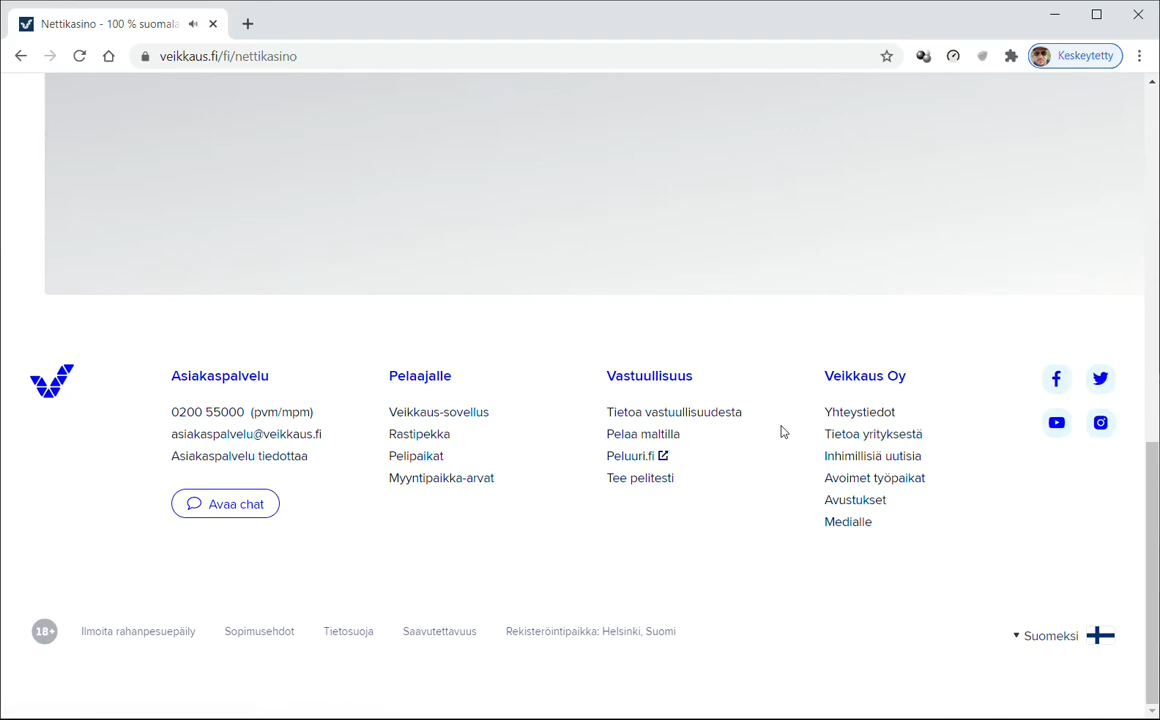 Nettikasino - 100 % suomala
veikkaus.fi/fi/nettikasino
Keskeytetty
Asiakaspalvelu
0200 55000 (pvm/mpm)
asiakaspalvelu@veikkaus.fi
Asiakaspalvelu tiedottaa
Avaa chat
Pelaajalle
Veikkaus-sovellus
Rastipekka
Pelipaikat
Myyntipaikka-arvat
Vastuullisuus
Tietoa vastuullisuudesta
Pelaa maltilla
Peluuri.fi
Tee pelitesti
Veikkaus Oy
Yhteystiedot
Tietoa yrityksestä
Inhimillisiä uutisia
Avoimet työpaikat
Avustukset
Medialle
18+ Ilmoita rahanpesuepäily Sopimusehdot Tietosuoja Saavutettavuus Rekisteröintipaikka: Helsinki, Suomi
Suomeksi